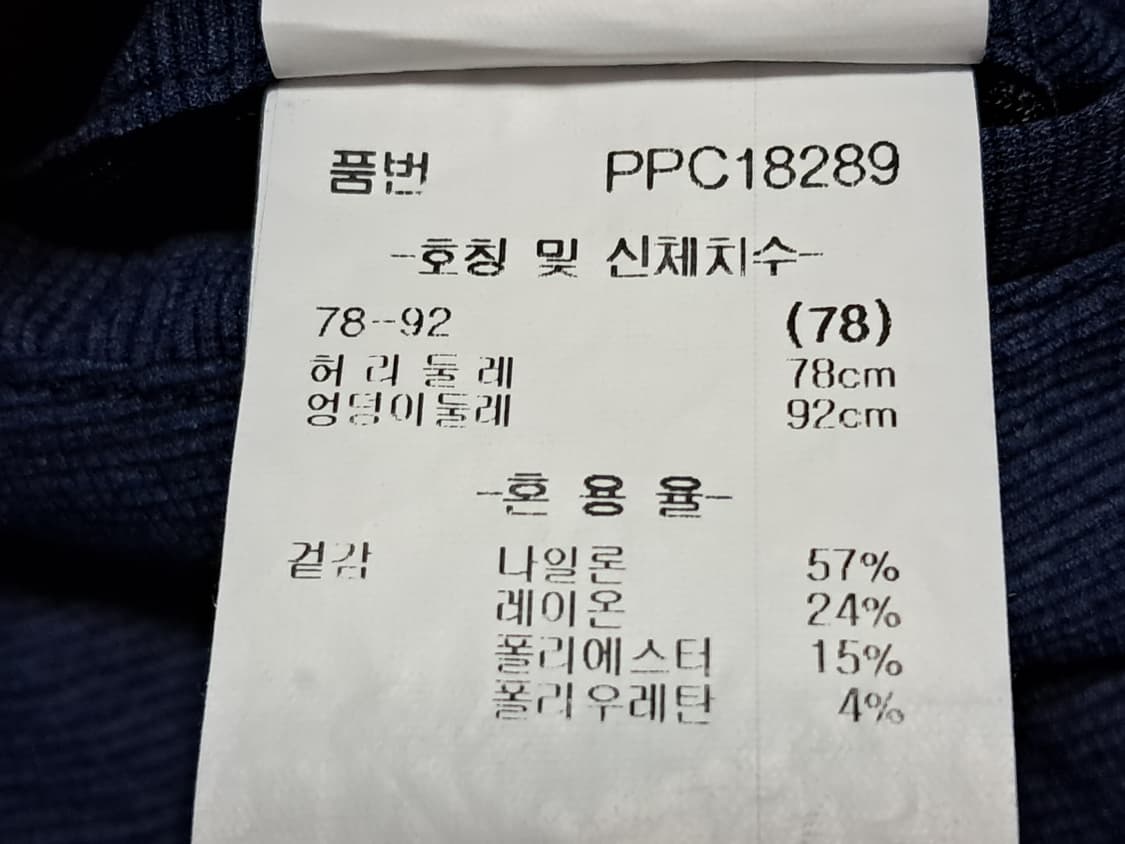 품번 PPC18289
-호칭 및 신체치수-
78--92 (78)
허리둘레 78cm
엉덩이둘레 92cm
-혼용율-
겉감 나일론 57%
레이온 24%
폴리에스터 15%
폴리우레탄 4%